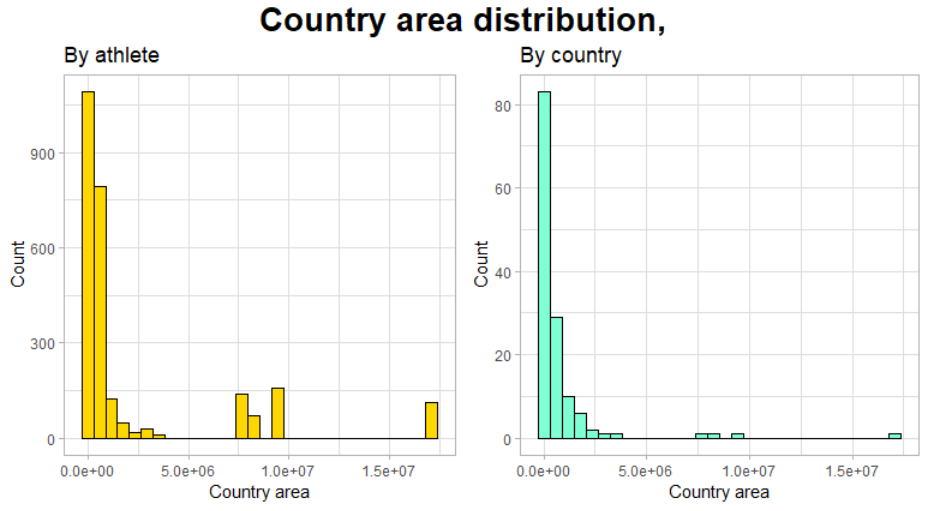 Country area distribution,
By athlete
Count
900
600
300
0
0.0e+00 5.0e+06 1.0e+07 1.5e+07
Country area
By country
Count
80
60
40
20
0
0.0e+00 5.0e+06 1.0e+07 1.5e+07
Country area